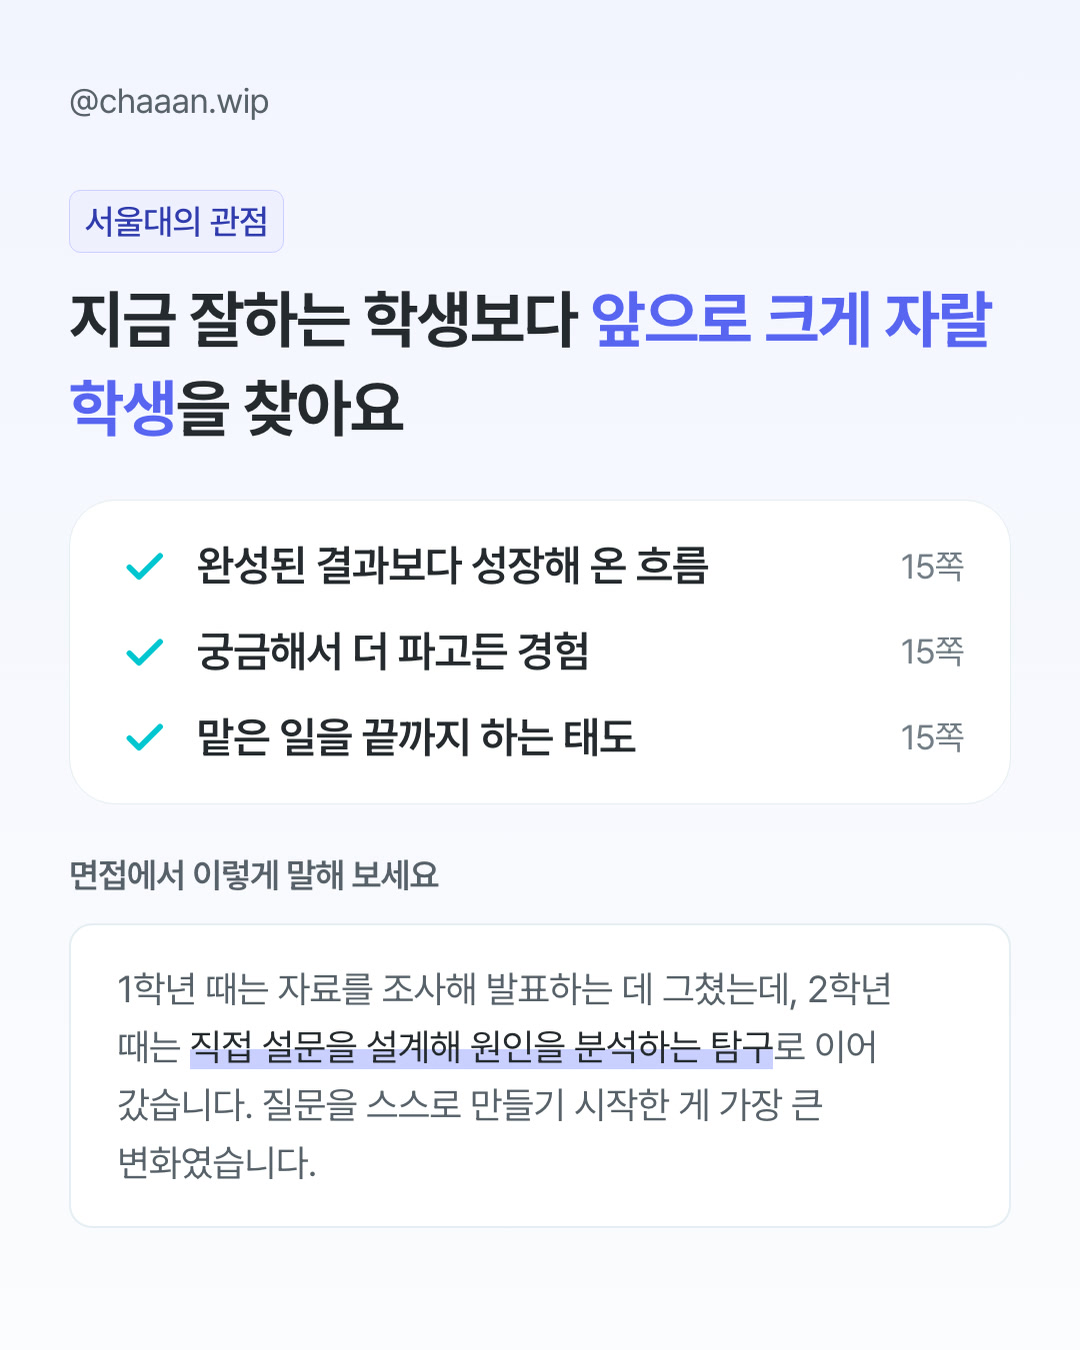 @chaaan.wip
서울대의 관점
지금 잘하는 학생보다 앞으로 크게 자랄
학생을 찾아요
완성된 결과보다 성장해 온 흐름 15쪽
궁금해서 더 파고든 경험 15쪽
맡은 일을 끝까지 하는 태도 15쪽
면접에서 이렇게 말해 보세요
1학년 때는 자료를 조사해 발표하는 데 그쳤는데, 2학년
때는 직접 설문을 설계해 원인을 분석하는 탐구로 이어
갔습니다. 질문을 스스로 만들기 시작한 게 가장 큰
변화였습니다.